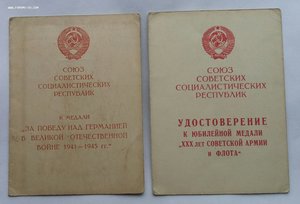 СОЮЗ
СОВЕТСКИХ
СОЦИАЛИСТИЧЕСКИХ
РЕСПУБЛИК
К МЕДАЛИ
„ЗА ПОБЕДУ НАД ГЕРМАНИЕЙ
В ВЕЛИКОЙ ОТЕЧЕСТВЕННОЙ
ВОЙНЕ 1941—1945 гг."
СОЮЗ
СОВЕТСКИХ
СОЦИАЛИСТИЧЕСКИХ
РЕСПУБЛИК
УДОСТОВЕРЕНИЕ
К ЮБИЛЕЙНОЙ МЕДАЛИ
„XXX ЛЕТ СОВЕТСКОЙ АРМИИ
и ФЛОТА"